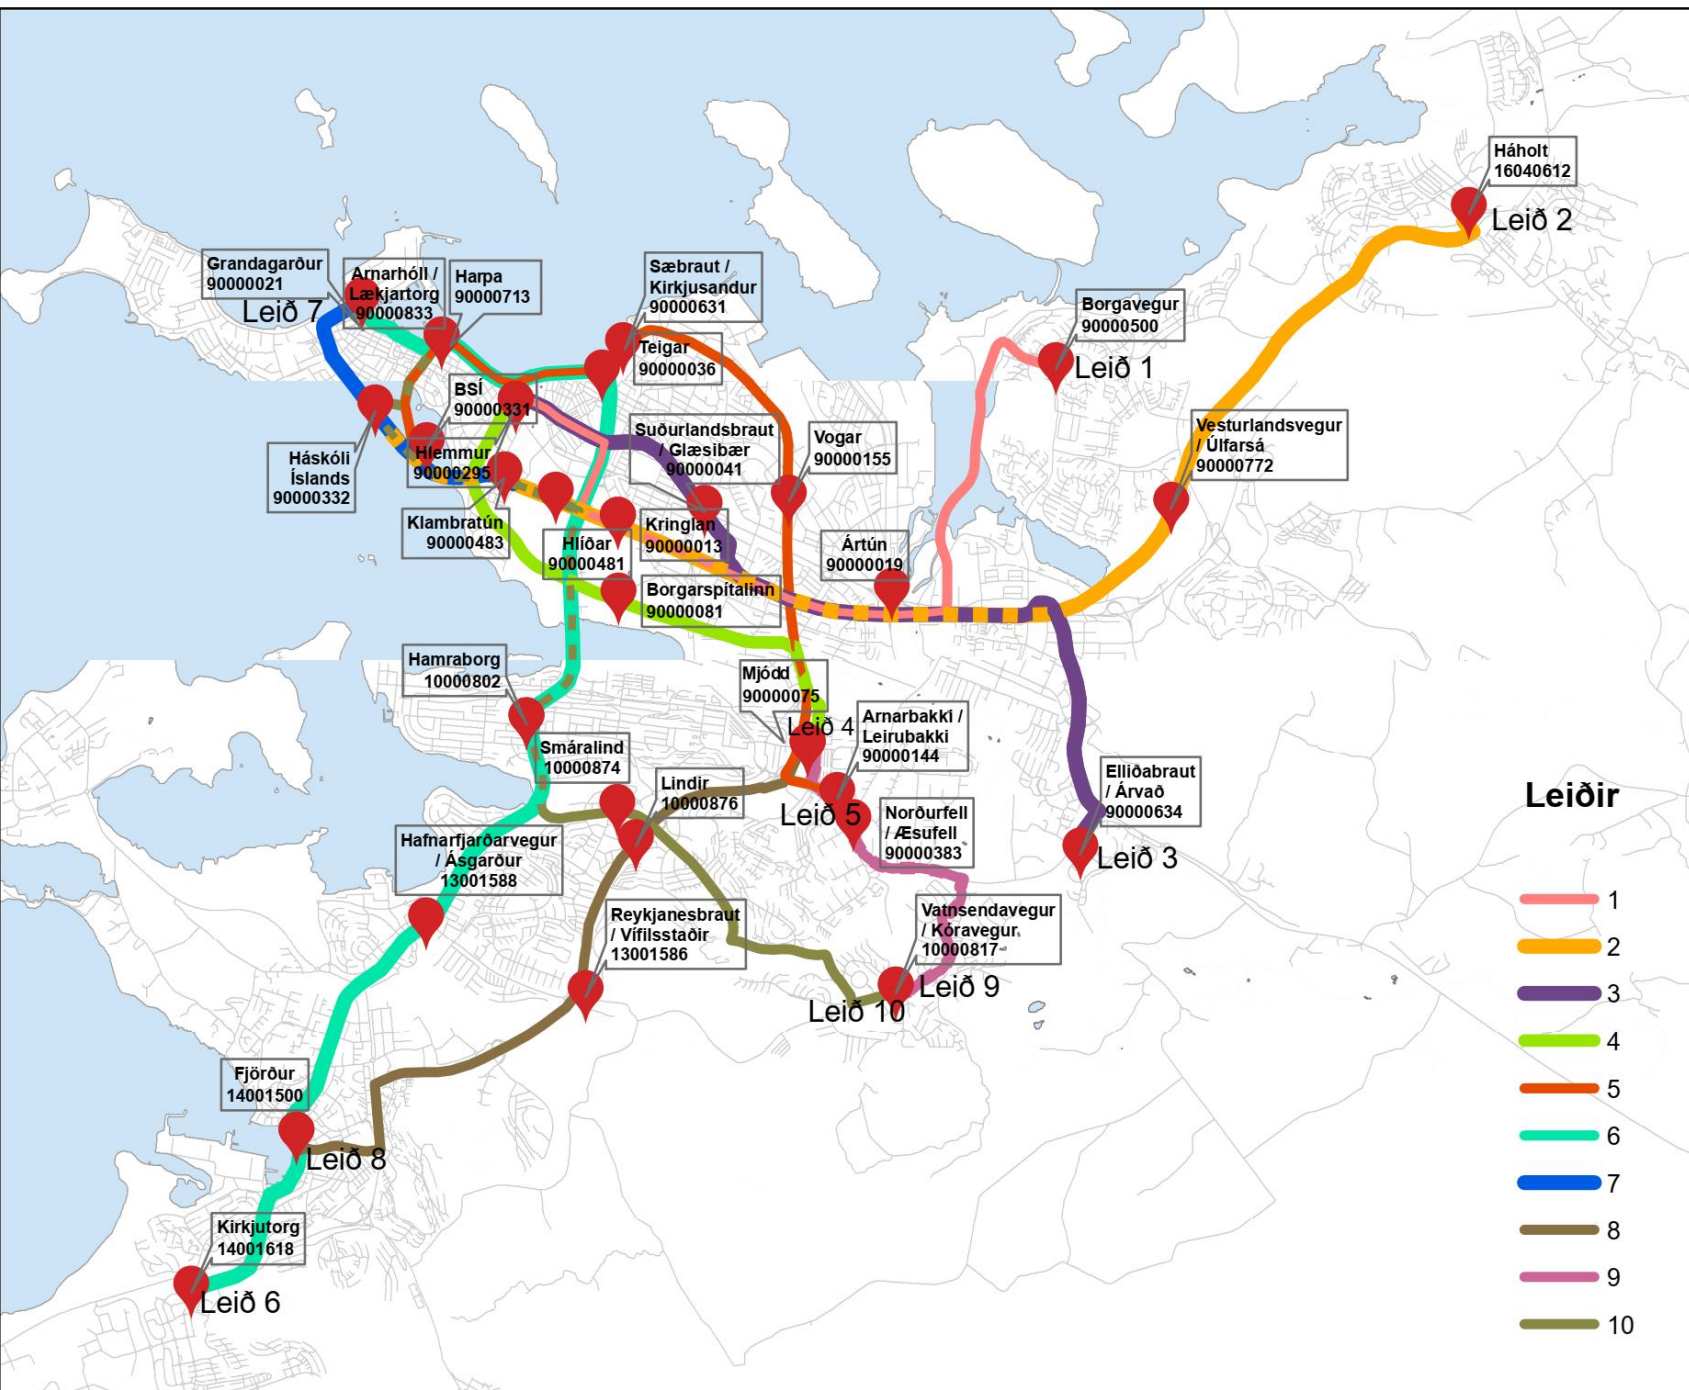 Háholt
16040612
Leið 2
Grandagarður
90000021
Leið 7
Arnarhóll /
Lækjartorg
90000833
Harpa
90000713
Sæbraut /
Kirkjusandur
90000631
Teigar
90000036
Borgavegur
90000500
Leið 1
BSÍ
90000331
Hlemmur
90000295
Suðurlandsbraut
/ Glæsibær
90000041
Vogar
90000155
Vesturlandsvegur
/ Úlfarsá
90000772
Háskóli
Íslands
90000332
Klambratún
90000483
Hlíðar
90000481
Kringlan
90000013
Ártún
90000019
Borgarspítalinn
90000081
Hamraborg
10000802
Mjódd
90000075
Leið 4
Arnarbakki /
Leirubakki
90000144
Smáralind
10000874
Lindir
10000876
Leið 5
Norðurfell
/ Æsufell
90000383
Elliðabraut
/ Árvað
90000634
Leið 3
Hafnarfjarðarvegur
/ Ásgarður
13001588
Reykjanesbraut
/ Vífilsstaðir
13001586
Vatnsendavegur
/ Kóravegur
10000817
Leið 9
Leið 10
Fjörður
14001500
Leið 8
Kirkjutorg
14001618
Leið 6
Leiðir
1
2
3
4
5
6
7
8
9
10